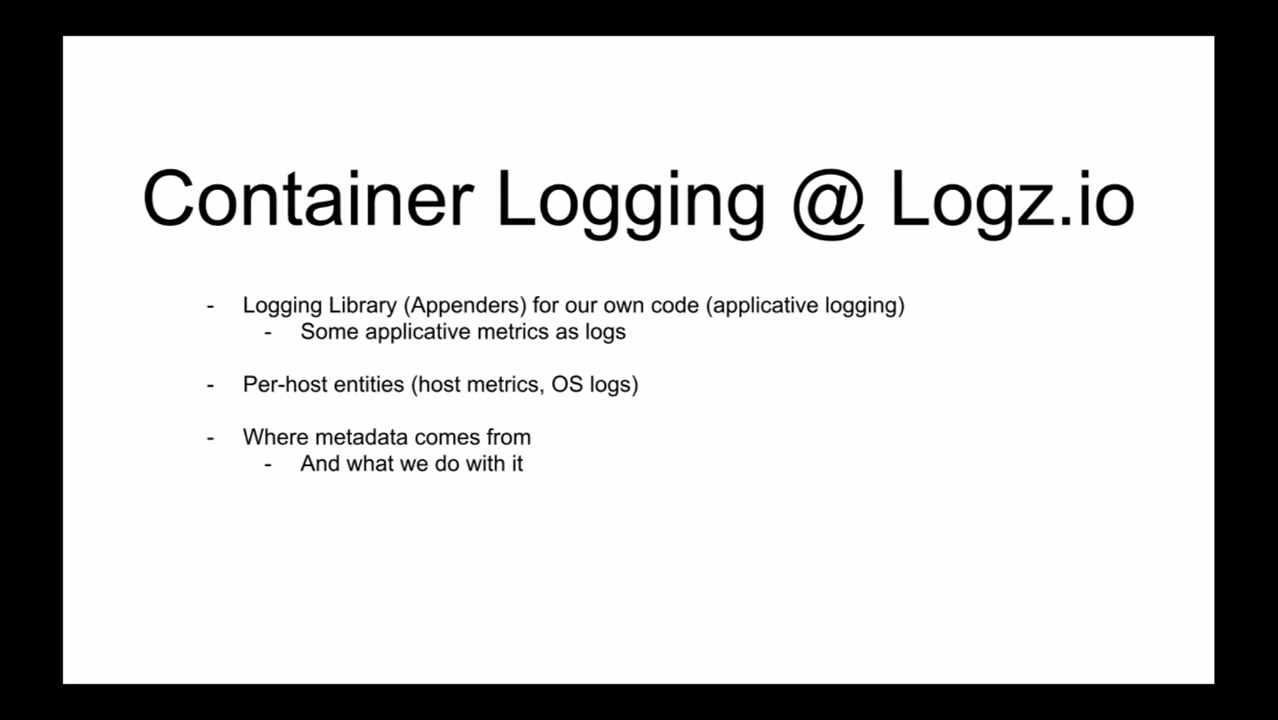 Container Logging @ Logz.io
- Logging Library (Appenders) for our own code (applicative logging)
- Some applicative metrics as logs
- Per-host entities (host metrics, OS logs)
- Where metadata comes from
- And what we do with it